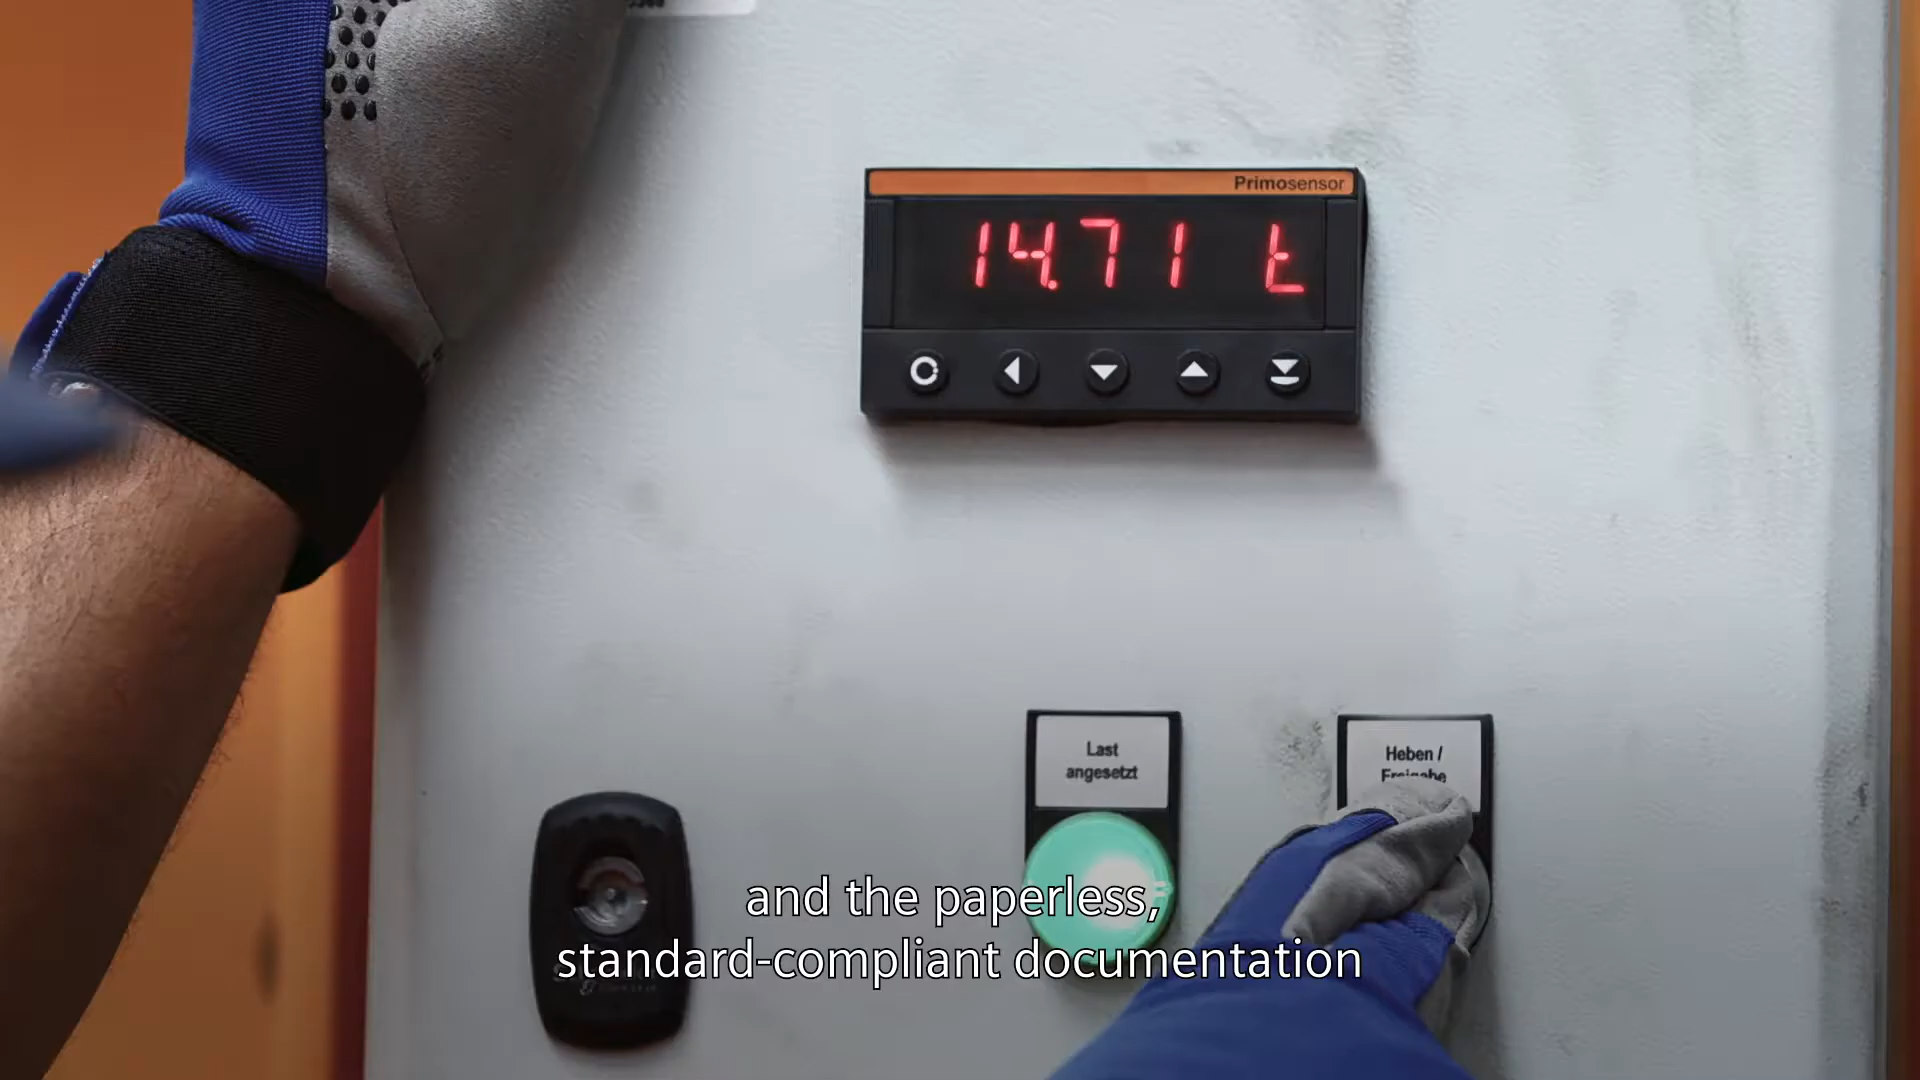 Primosensor
14.71 t
Last
angesetzt
Heben /
Freigabe
and the paperless,
standard-compliant documentation